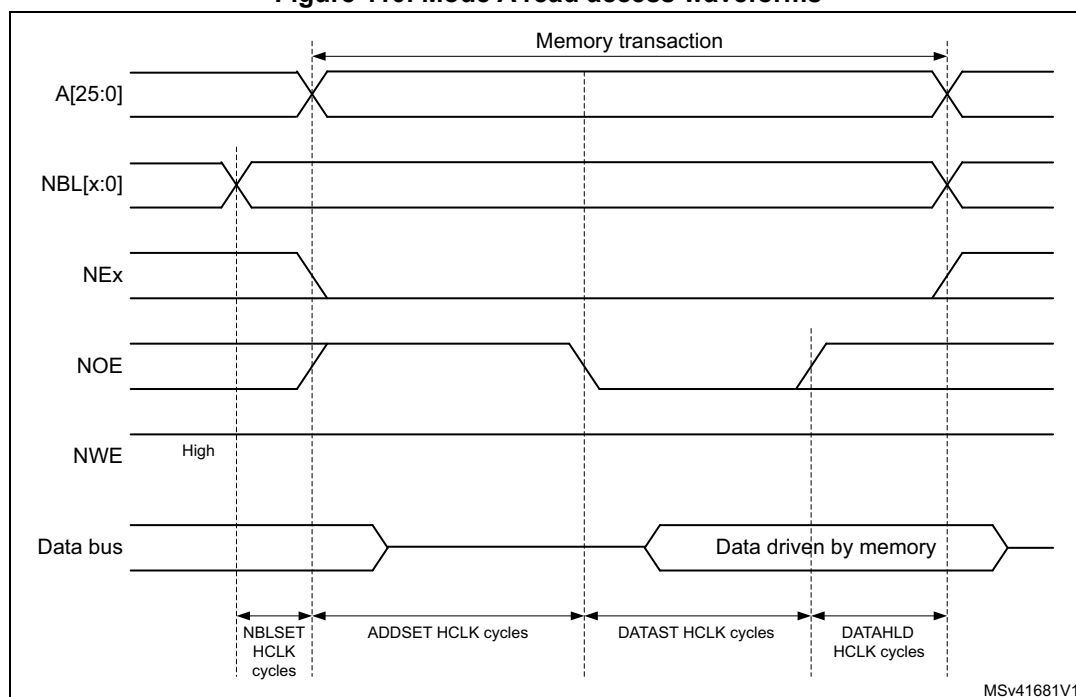 Figure 110. Mode A read access waveforms
Memory transaction
A[25:0]
NBL[x:0]
NEx
NOE
NWE
High
Data bus
Data driven by memory
NBLSET
HCLK
cycles
ADDSET HCLK cycles
DATAST HCLK cycles
DATAHLD
HCLK cycles
MSv41681V1